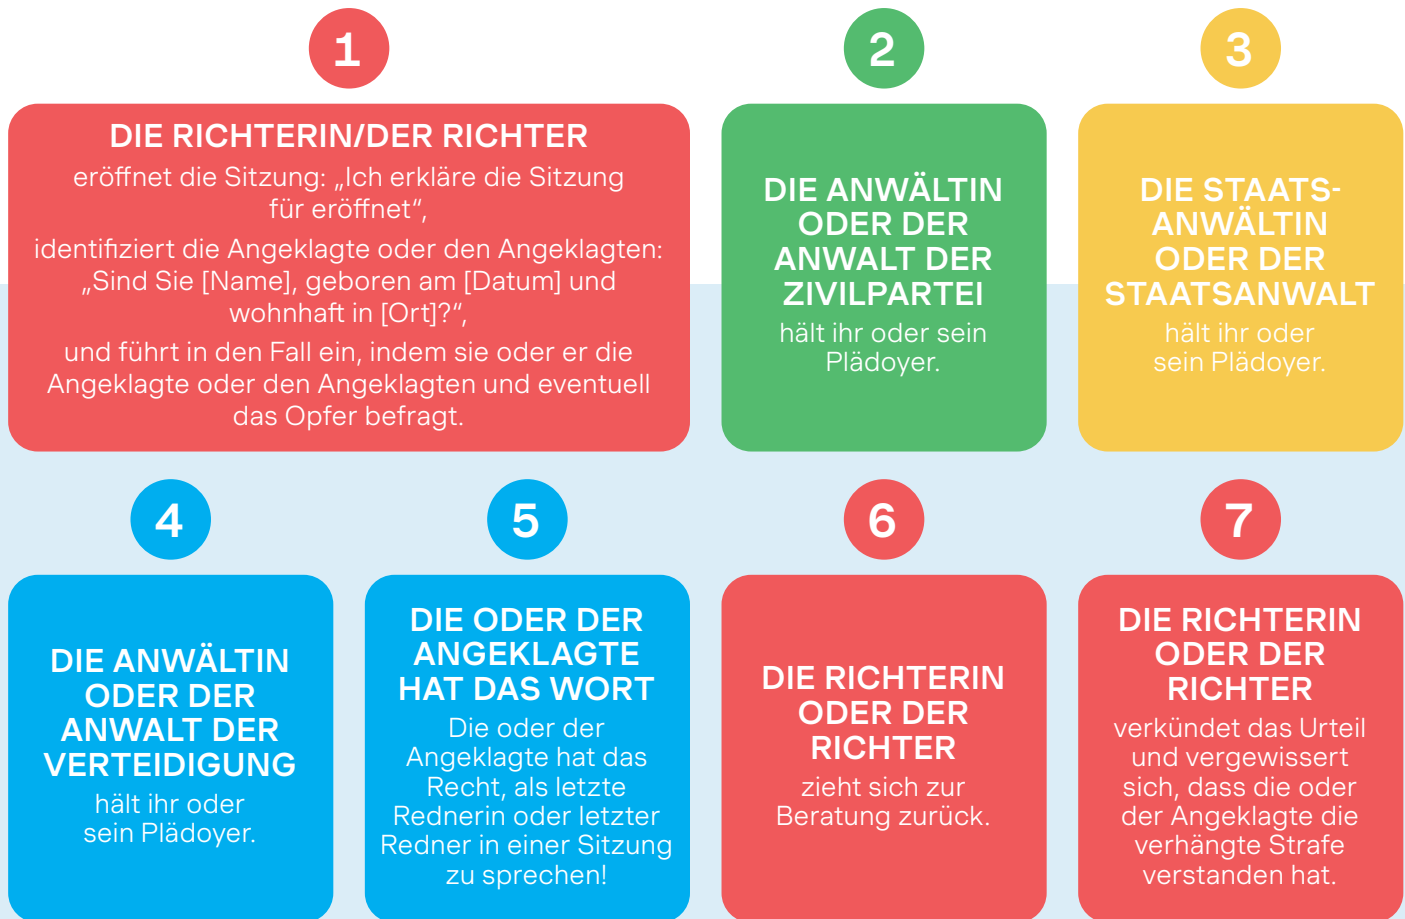 1
DIE RICHTERIN/DER RICHTER
eröffnet die Sitzung: „Ich erkläre die Sitzung
für eröffnet“,
identifiziert die Angeklagte oder den Angeklagten:
„Sind Sie [Name], geboren am [Datum] und
wohnhaft in [Ort]?“,
und führt in den Fall ein, indem sie oder er die
Angeklagte oder den Angeklagten und eventuell
das Opfer befragt.
2
DIE ANWÄLTIN
ODER DER
ANWALT DER
ZIVILPARTEI
hält ihr oder sein
Plädoyer.
3
DIE STAATS-
ANWÄLTIN
ODER DER
STAATSANWALT
hält ihr oder
sein Plädoyer.
4
DIE ANWÄLTIN
ODER DER
ANWALT DER
VERTEIDIGUNG
hält ihr oder
sein Plädoyer.
5
DIE ODER DER
ANGEKLAGTE
HAT DAS WORT
Die oder der
Angeklagte hat das
Recht, als letzte
Rednerin oder letzter
Redner in einer Sitzung
zu sprechen!
6
DIE RICHTERIN
ODER DER
RICHTER
zieht sich zur
Beratung zurück.
7
DIE RICHTERIN
ODER DER
RICHTER
verkündet das Urteil
und vergewissert
sich, dass die oder
der Angeklagte die
verhängte Strafe
verstanden hat.